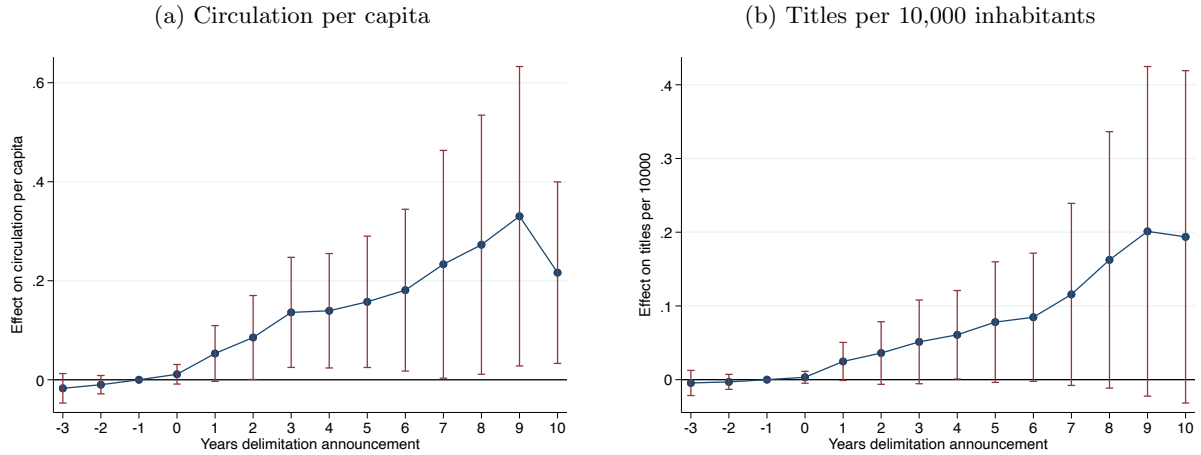 (a) Circulation per capita
Effect on circulation per capita
.6
.4
.2
0
-3 -2 -1 0 1 2 3 4 5 6 7 8 9 10
Years delimitation announcement
(b) Titles per 10,000 inhabitants
Effect on titles per 10000
.4
.3
.2
.1
0
-3 -2 -1 0 1 2 3 4 5 6 7 8 9 10
Years delimitation announcement